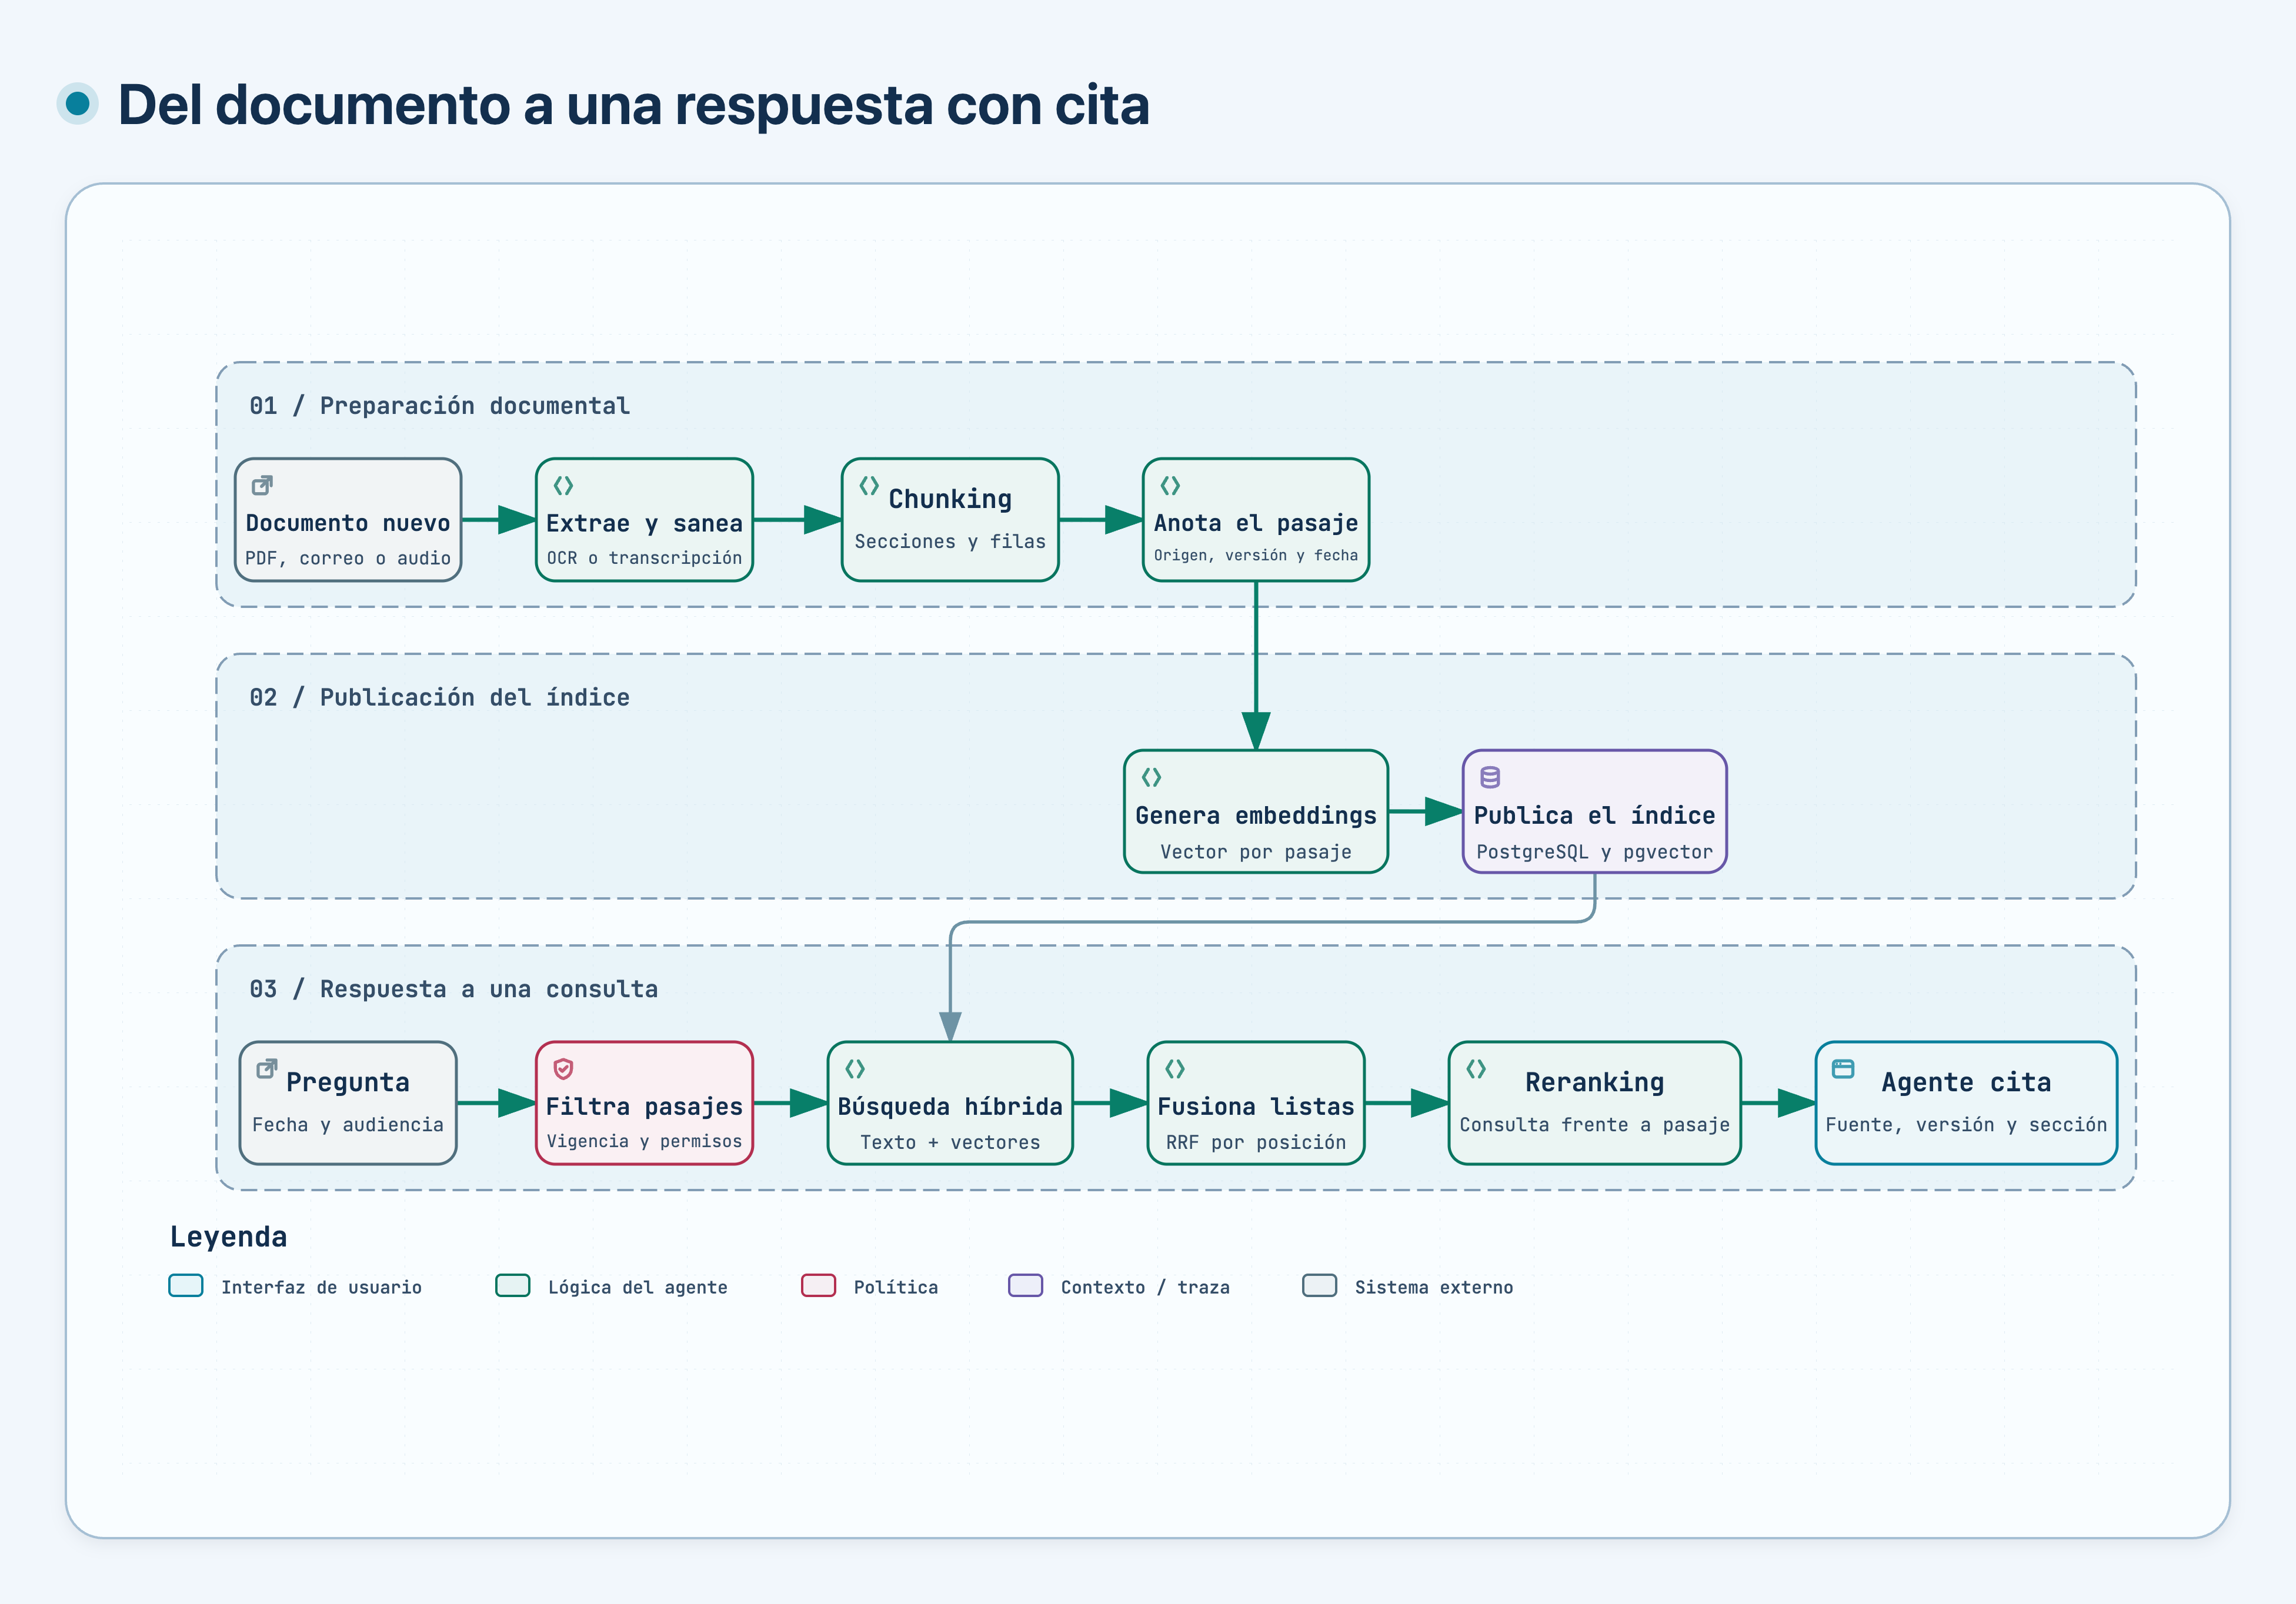 Del documento a una respuesta con cita
01 / Preparación documental
Documento nuevo
PDF, correo o audio
Extrae y sanea
OCR o transcripción
Chunking
Secciones y filas
Anota el pasaje
Origen, versión y fecha
02 / Publicación del índice
Genera embeddings
Vector por pasaje
Publica el índice
PostgreSQL y pgvector
03 / Respuesta a una consulta
Pregunta
Fecha y audiencia
Filtra pasajes
Vigencia y permisos
Búsqueda híbrida
Texto + vectores
Fusiona listas
RRF por posición
Reranking
Consulta frente a pasaje
Agente cita
Fuente, versión y sección
Leyenda
Interfaz de usuario
Lógica del agente
Política
Contexto / traza
Sistema externo